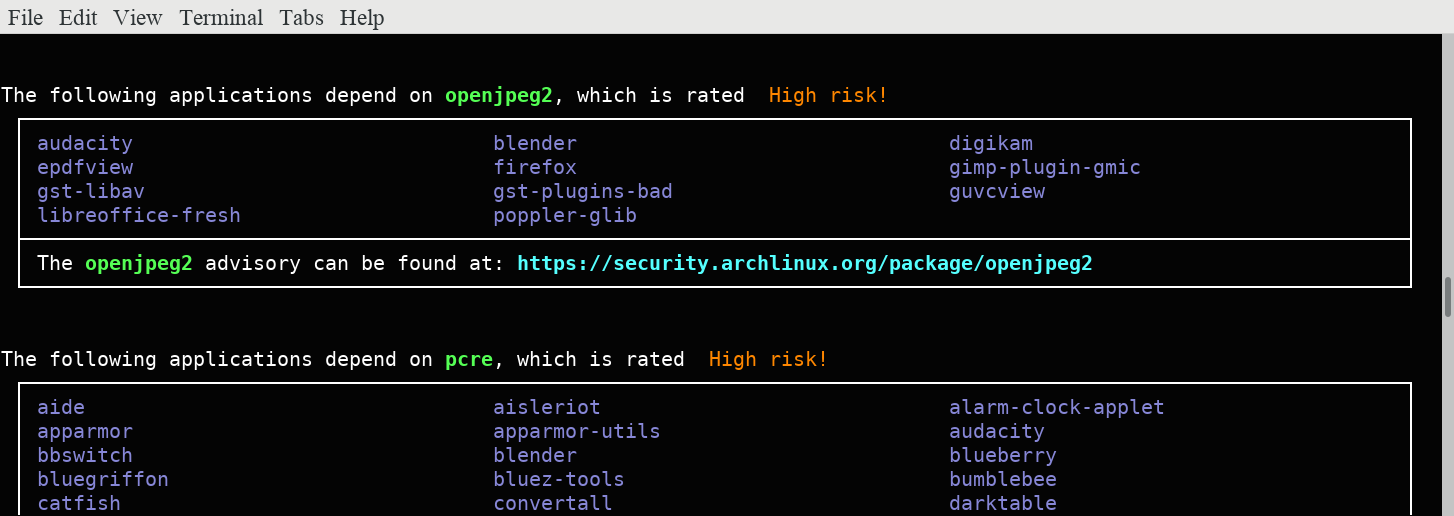 File Edit View Terminal Tabs Help
The following applications depend on openjpeg2, which is rated High risk!
audacity blender digikam
epdfview firefox gimp-plugin-gmic
gst-libav gst-plugins-bad guvcview
libreoffice-fresh poppler-glib
The openjpeg2 advisory can be found at: https://security.archlinux.org/package/openjpeg2
The following applications depend on pcre, which is rated High risk!
aide aisleriot alarm-clock-applet
apparmor apparmor-utils audacity
bbswitch blender blueberry
bluegriffon bluez-tools bumblebee
catfish convertall darktable